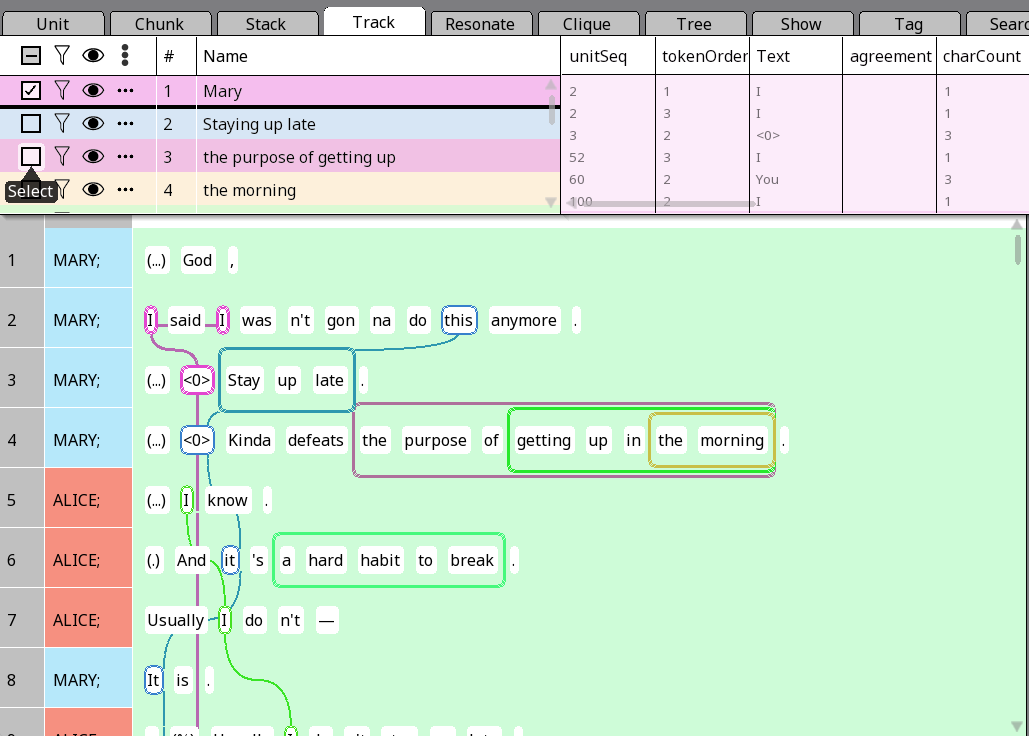 Unit Chunk Stack Track Resonate Clique Tree Show Tag Searc
# Name unitSeq tokenOrder Text agreement charCount
1 Mary 2 1 I 1
2 3 I 1
2 Staying up late 3 2 <0> 3
3 the purpose of getting up 52 3 I 1
60 2 You 3
Select 4 the morning 100 2 I 1
1 MARY; (...) God ,
2 MARY; I said I was n't gon na do this anymore .
3 MARY; (...) <0> Stay up late .
4 MARY; (...) <0> Kinda defeats the purpose of getting up in the morning .
5 ALICE; (...) I know .
6 ALICE; (.) And it 's a hard habit to break .
7 ALICE; Usually I do n't —
8 MARY; It is .